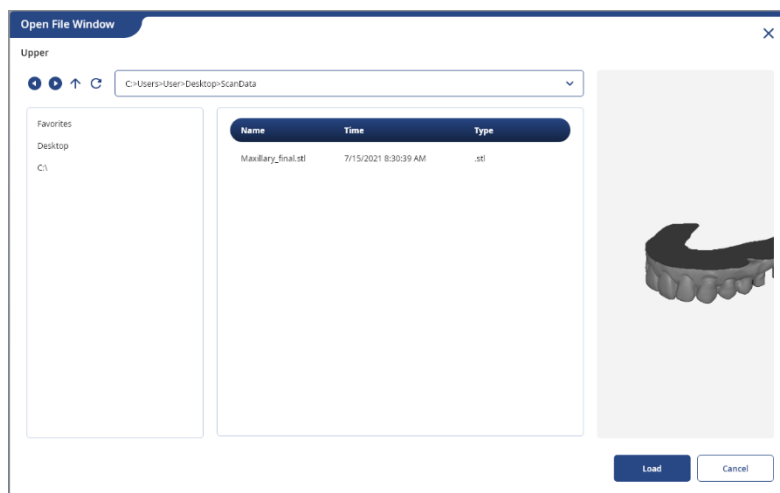 Open File Window
Upper
C:>Users>User>Desktop>ScanData
Favorites
Desktop
C:\
Name Time Type
Maxillary_final.stl 7/15/2021 8:30:39 AM .stl
Load Cancel